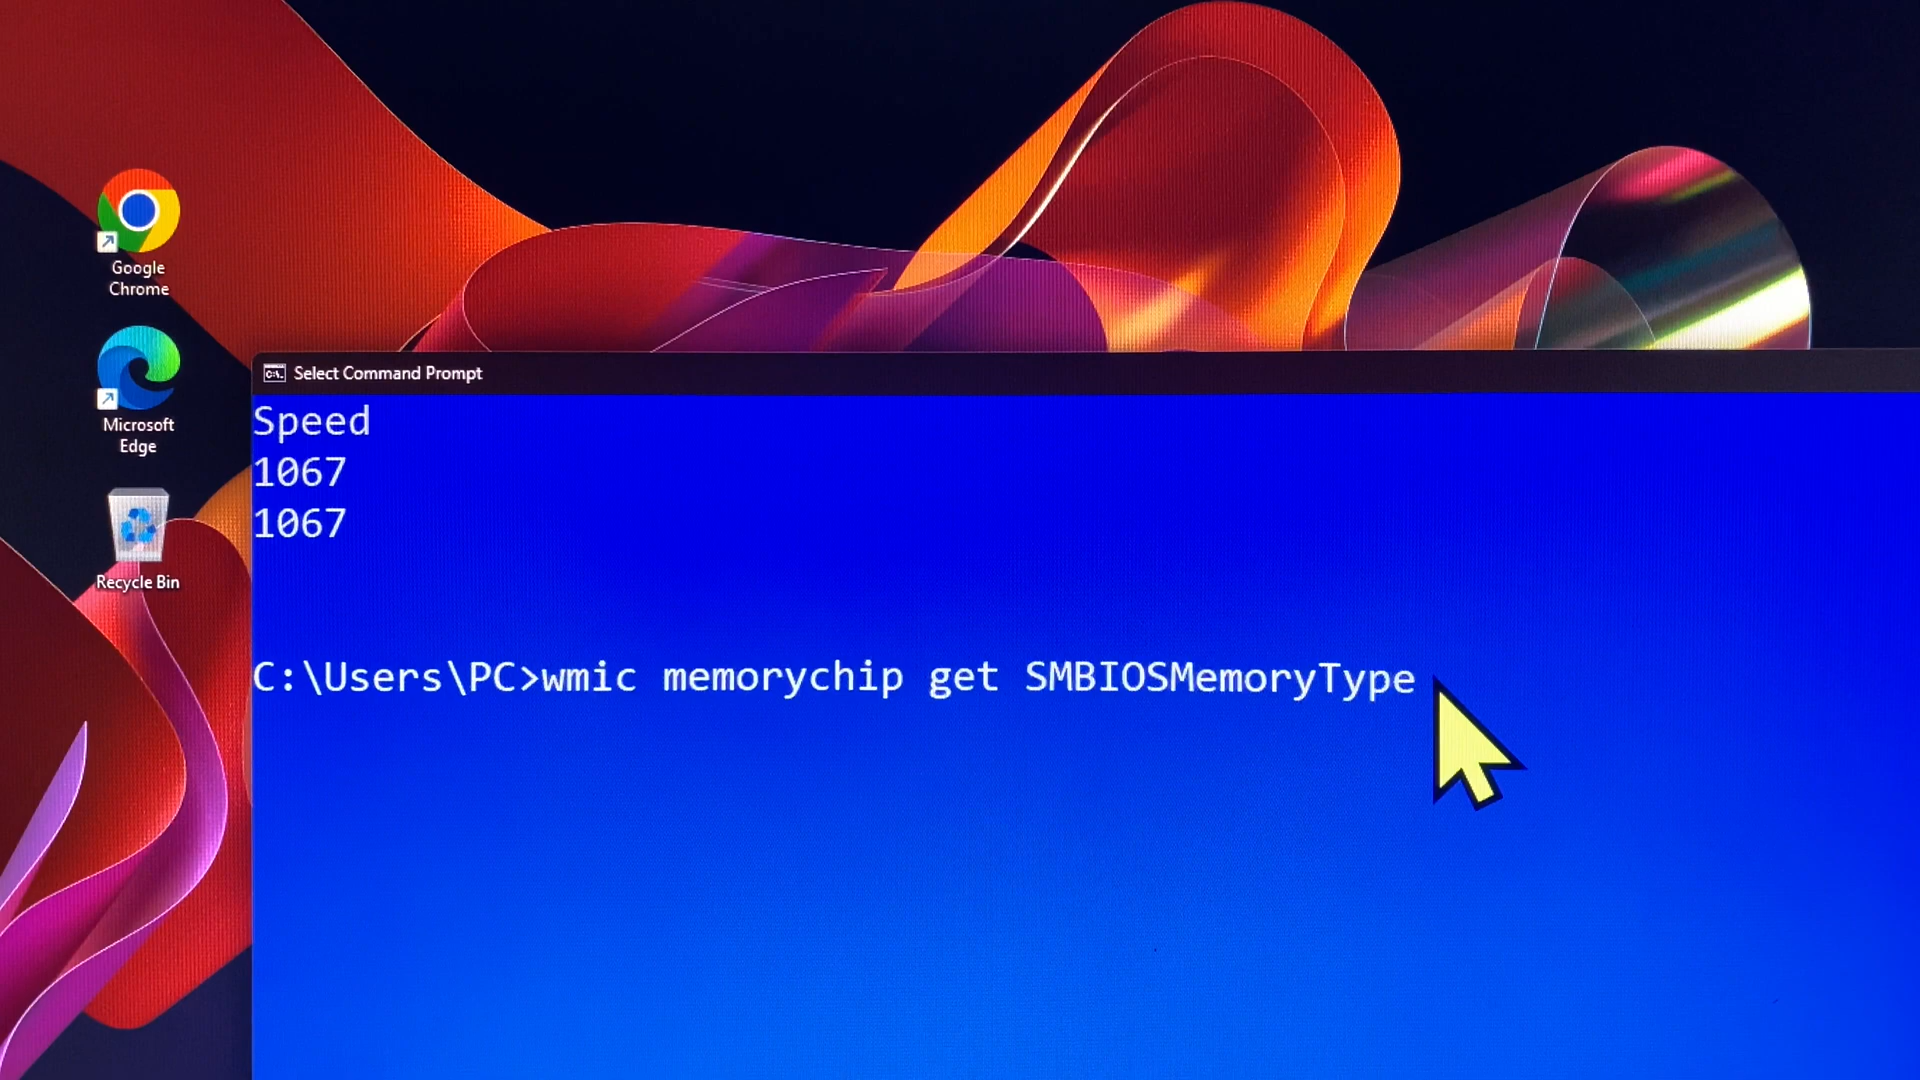 Google
Chrome
Microsoft
Edge
Recycle Bin
Select Command Prompt
Speed
1067
1067
C:\Users\PC>wmic memorychip get SMBIOSMemoryType